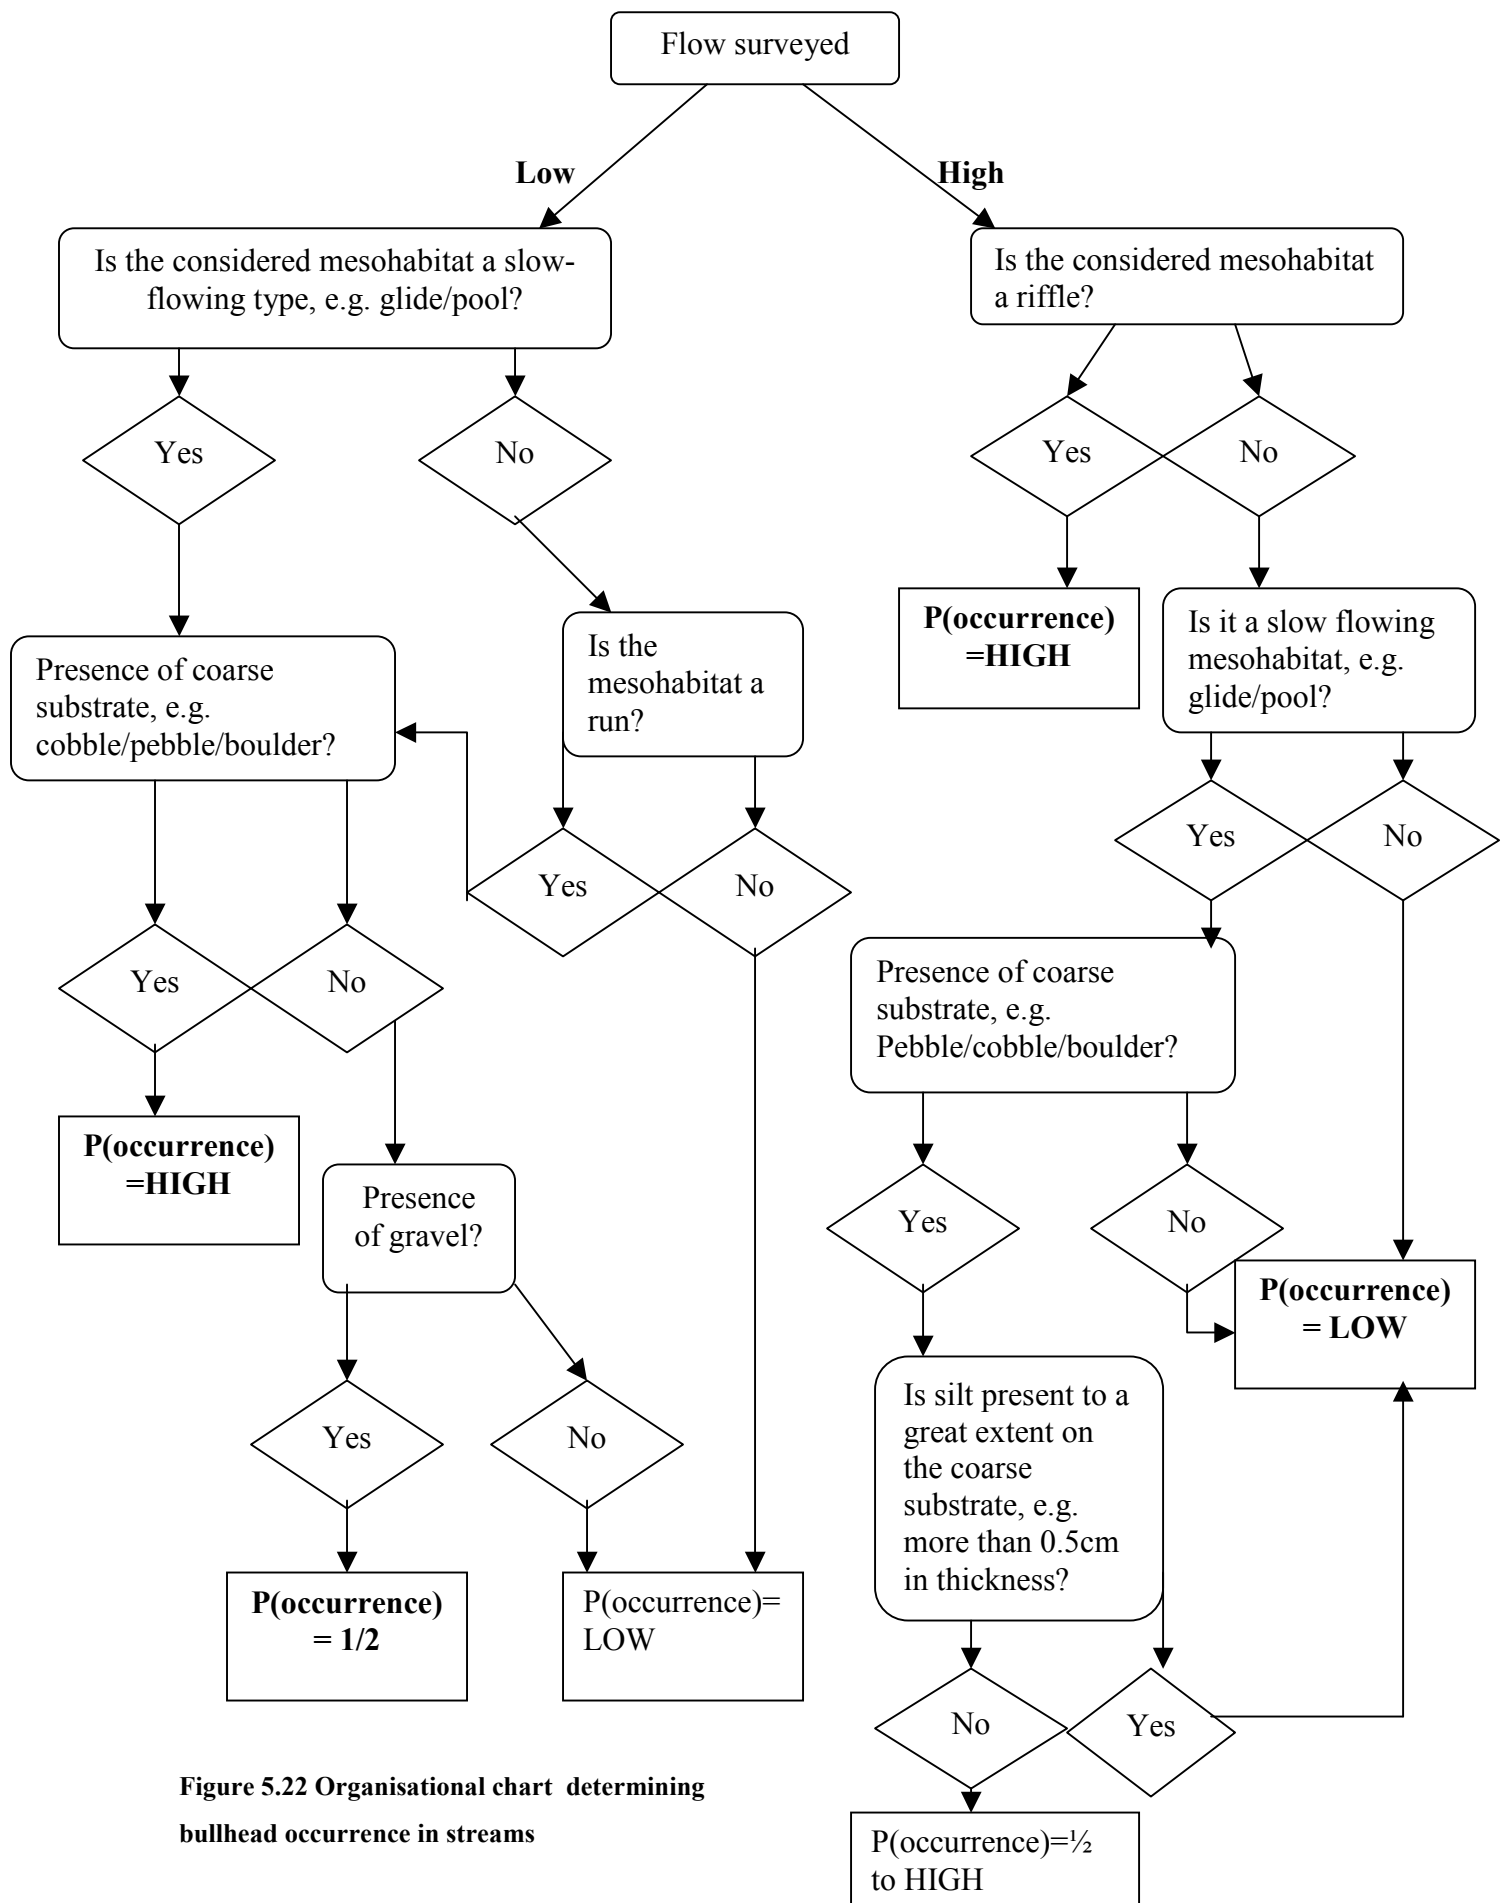 Flow surveyed
Low
High
Is the considered mesohabitat a slow-
flowing type, e.g. glide/pool?
Is the considered mesohabitat
a riffle?
Yes
No
Yes
No
P(occurrence)
=HIGH
Is it a slow flowing
mesohabitat, e.g.
glide/pool?
Is the
mesohabitat a
run?
Presence of coarse
substrate, e.g.
cobble/pebble/boulder?
Yes
No
Yes
No
Yes
No
Presence of coarse
substrate, e.g.
Pebble/cobble/boulder?
P(occurrence)
=HIGH
Presence
of gravel?
Yes
No
P(occurrence)
= LOW
Is silt present to a
great extent on
the coarse
substrate, e.g.
more than 0.5cm
in thickness?
Yes
No
P(occurrence)
= 1/2
P(occurrence)=
LOW
No
Yes
Figure 5.22 Organisational chart  determining
bullhead occurrence in streams
P(occurrence)=½
to HIGH